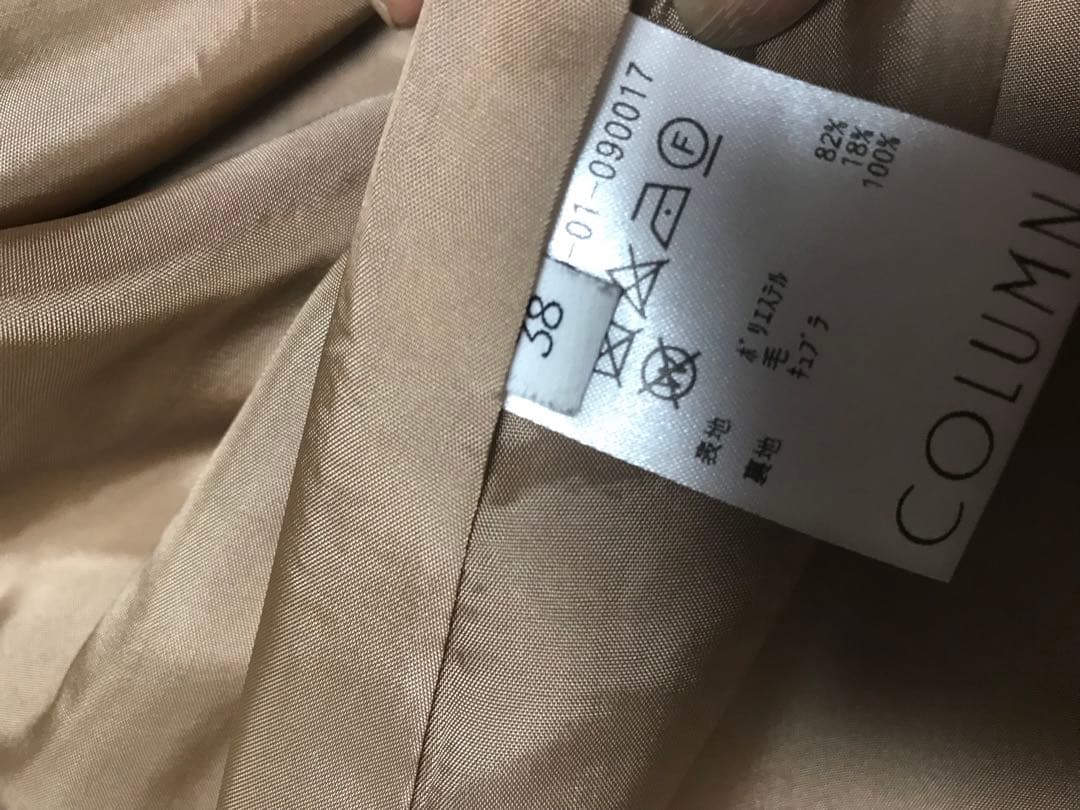 38
-01-090017
F
表地 ポリエステル 82%
毛 18%
裏地 キュプラ 100%
COLUMN